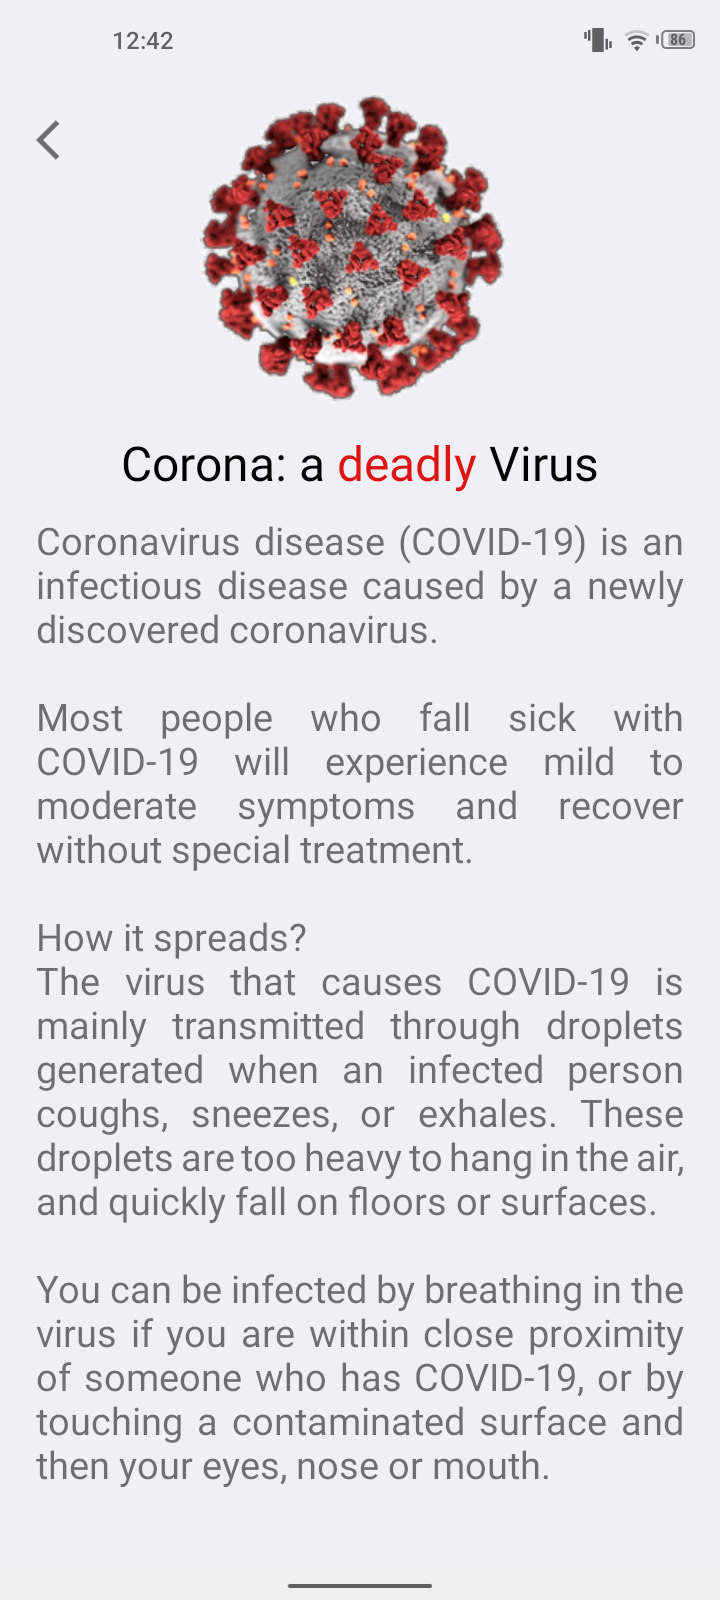 12:42
86
Corona: a deadly Virus
Coronavirus disease (COVID-19) is an
infectious disease caused by a newly
discovered coronavirus.
Most people who fall sick with
COVID-19 will experience mild to
moderate symptoms and recover
without special treatment.
How it spreads?
The virus that causes COVID-19 is
mainly transmitted through droplets
generated when an infected person
coughs, sneezes, or exhales. These
droplets are too heavy to hang in the air,
and quickly fall on floors or surfaces.
You can be infected by breathing in the
virus if you are within close proximity
of someone who has COVID-19, or by
touching a contaminated surface and
then your eyes, nose or mouth.